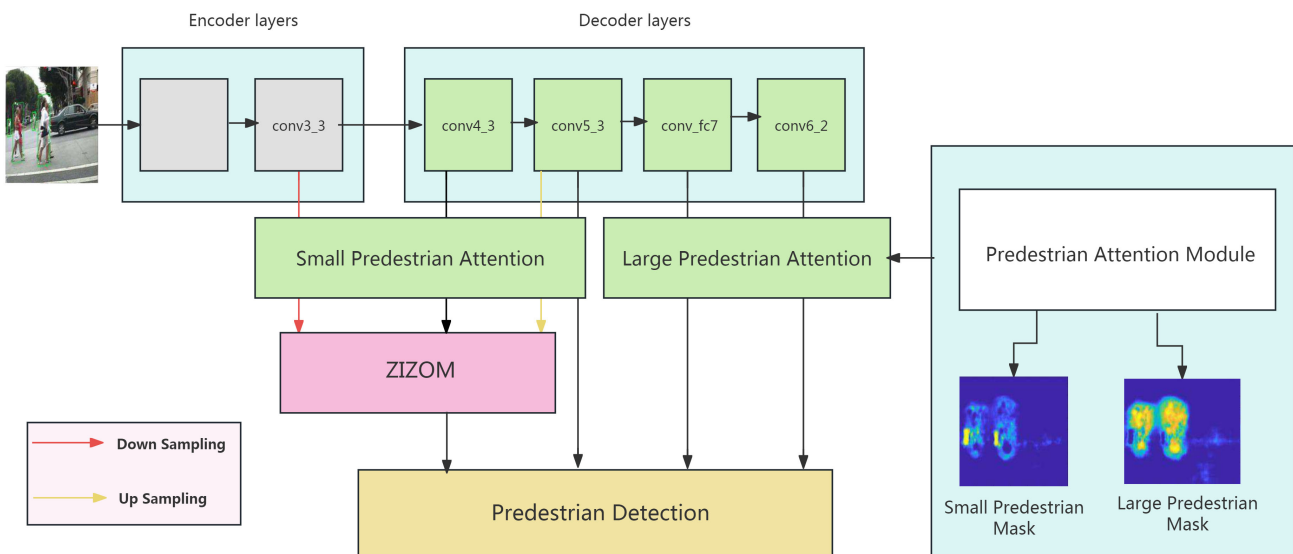 Encoder layers
Decoder layers
conv3_3
conv4_3
conv5_3
conv_fc7
conv6_2
Small Predestrian Attention
Large Predestrian Attention
Predestrian Attention Module
ZIZOM
Down Sampling
Up Sampling
Predestrian Detection
Small Predestrian
Mask
Large Predestrian
Mask